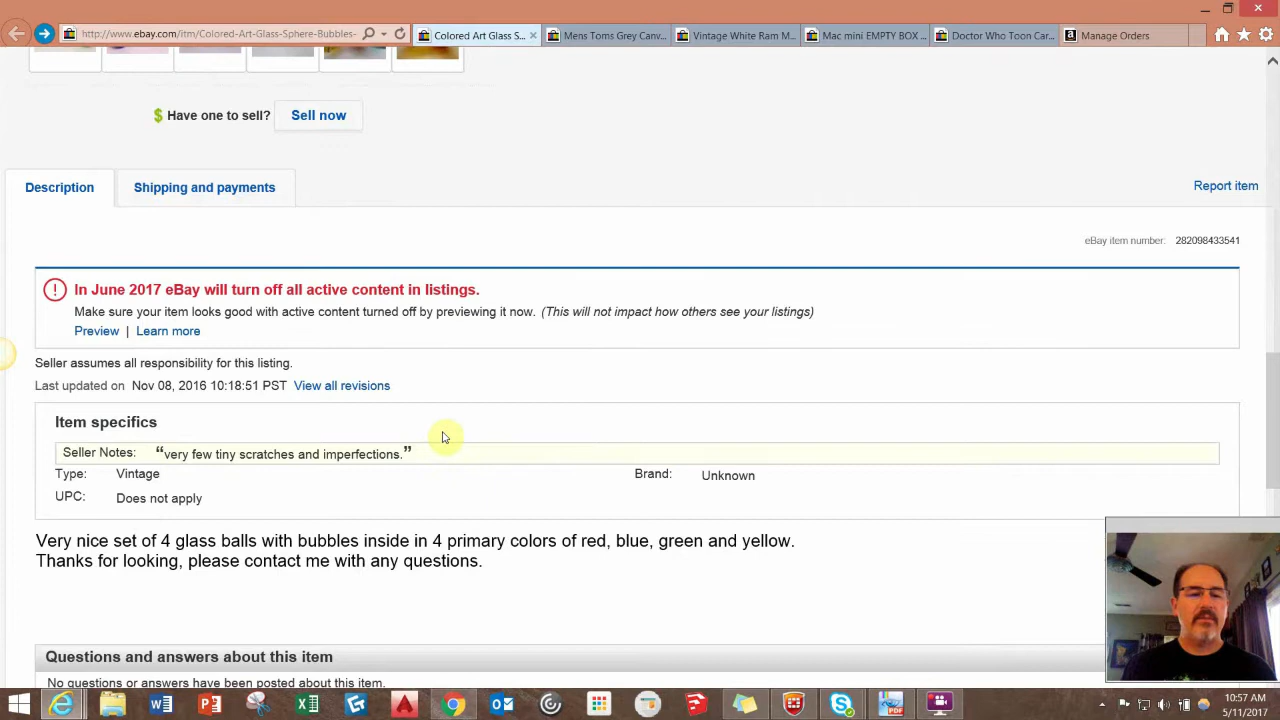 http://www.ebay.com/itm/Colored-Art-Glass-Sphere-Bubbles-
Colored Art Glass S...
Mens Toms Grey Canv...
Vintage White Ram M...
Mac mini EMPTY BOX ...
Doctor Who Toon Car...
Manage Orders
$ Have one to sell? Sell now
Description
Shipping and payments
Report item
eBay item number: 282098433541
In June 2017 eBay will turn off all active content in listings.
Make sure your item looks good with active content turned off by previewing it now. (This will not impact how others see your listings)
Preview | Learn more
Seller assumes all responsibility for this listing.
Last updated on Nov 08, 2016 10:18:51 PST View all revisions
Item specifics
Seller Notes: “very few tiny scratches and imperfections.”
Type: Vintage
Brand: Unknown
UPC: Does not apply
Very nice set of 4 glass balls with bubbles inside in 4 primary colors of red, blue, green and yellow.
Thanks for looking, please contact me with any questions.
Questions and answers about this item
No questions or answers have been posted about this item.
10:57 AM
5/11/2017